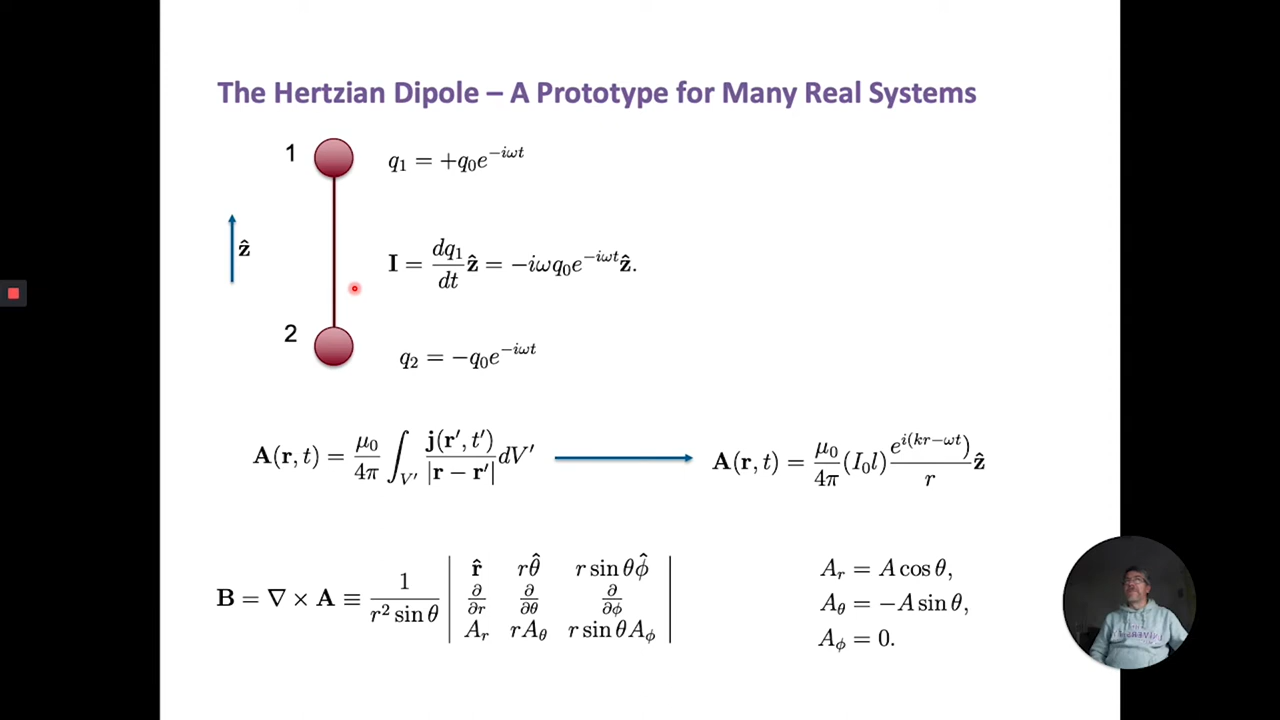 The Hertzian Dipole – A Prototype for Many Real Systems
1
q₁ = +q₀e^{−iωt}
ẑ
I = dq₁/dt ẑ = −iωq₀e^{−iωt}ẑ.
2
q₂ = −q₀e^{−iωt}
A(r, t) = μ₀/4π ∫_{V′} j(r′, t′)/|r − r′| dV′
A(r, t) = μ₀/4π (I₀l) e^{i(kr−ωt)}/r ẑ
B = ∇ × A ≡ 1/(r² sin θ) | r̂ rθ̂ r sin θφ̂ |
| ∂/∂r ∂/∂θ ∂/∂ϕ |
| A_r rA_θ r sin θA_ϕ |
A_r = A cos θ,
A_θ = −A sin θ,
A_ϕ = 0.